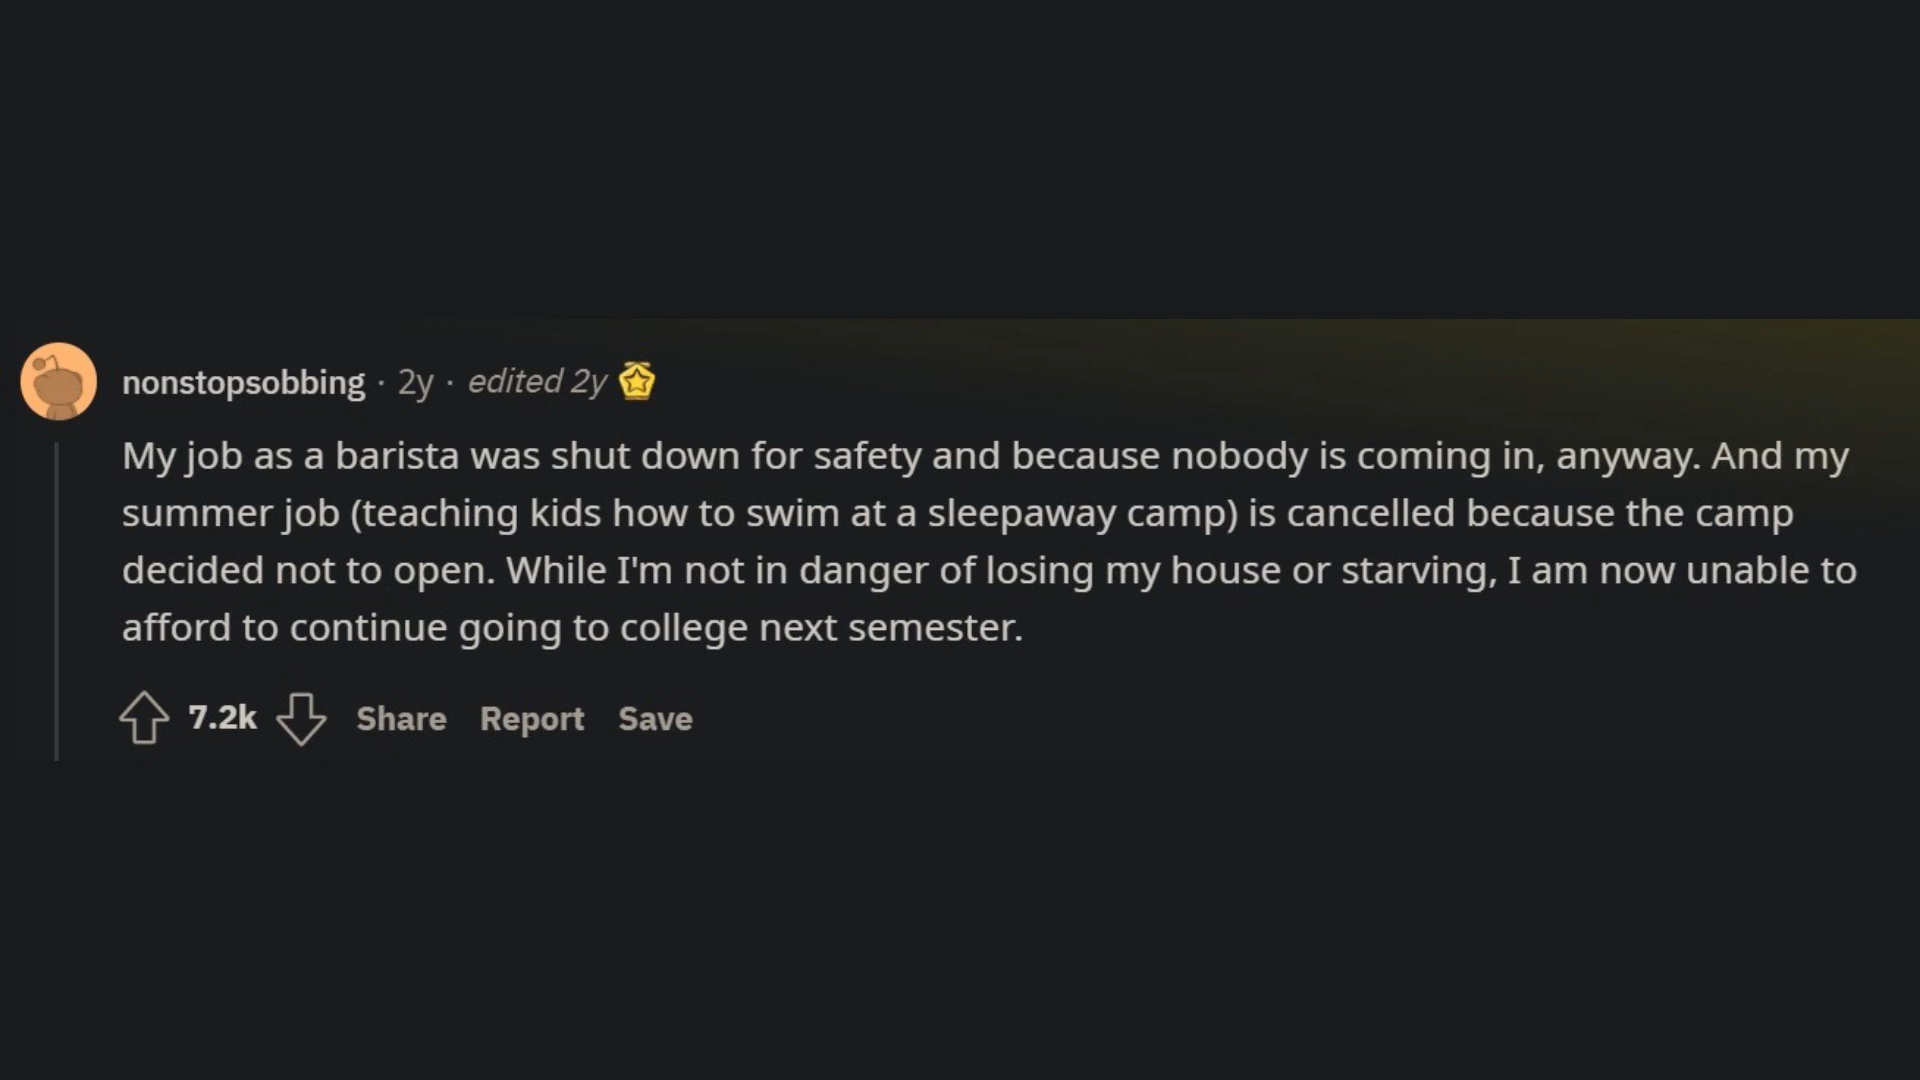 nonstopsobbing · 2y · edited 2y
My job as a barista was shut down for safety and because nobody is coming in, anyway. And my
summer job (teaching kids how to swim at a sleepaway camp) is cancelled because the camp
decided not to open. While I'm not in danger of losing my house or starving, I am now unable to
afford to continue going to college next semester.
7.2k Share Report Save